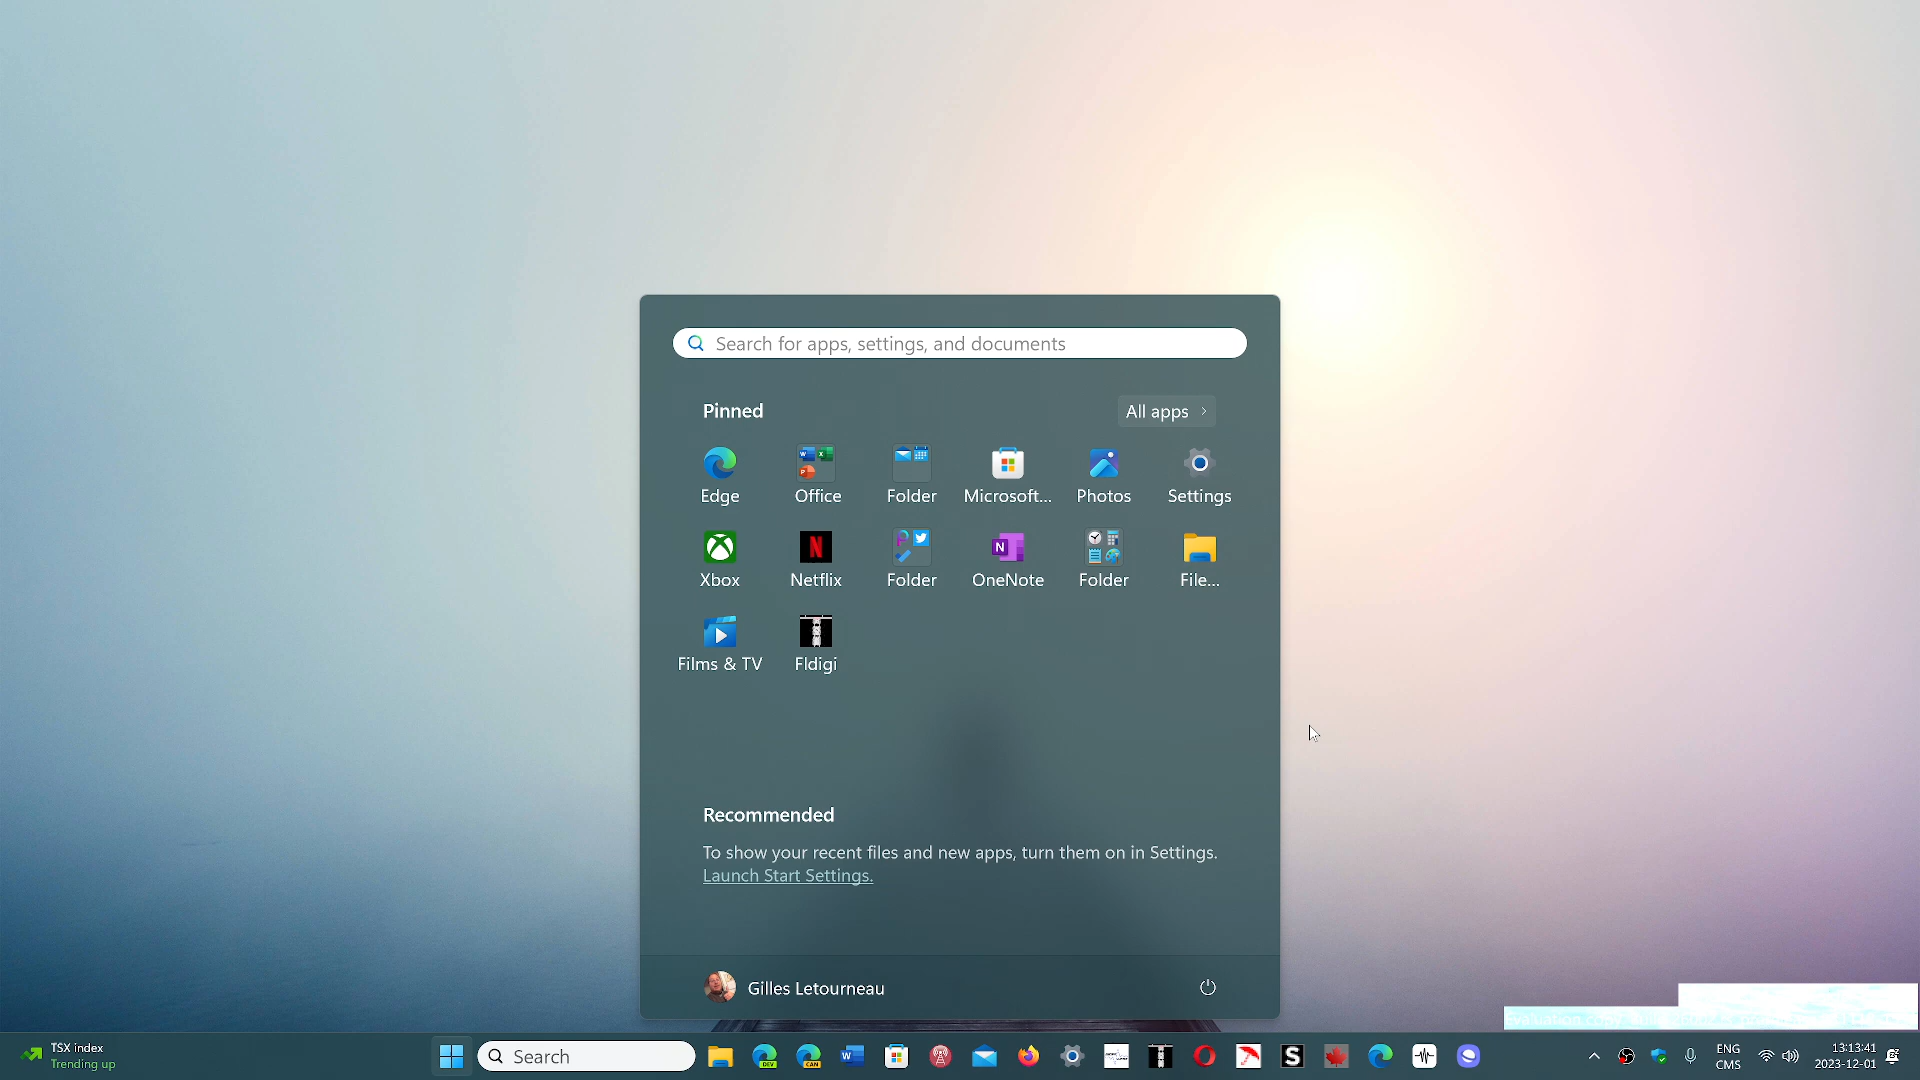 Search for apps, settings, and documents
Pinned
All apps
Edge
Office
Folder
Microsoft...
Photos
Settings
Xbox
Netflix
Folder
OneNote
Folder
File...
Films & TV
Fldigi
Recommended
To show your recent files and new apps, turn them on in Settings.
Launch Start Settings.
Gilles Letourneau
TSX index
Trending up
Search
DEV
CAN
ENG
CMS
13:13:41
2023-12-01